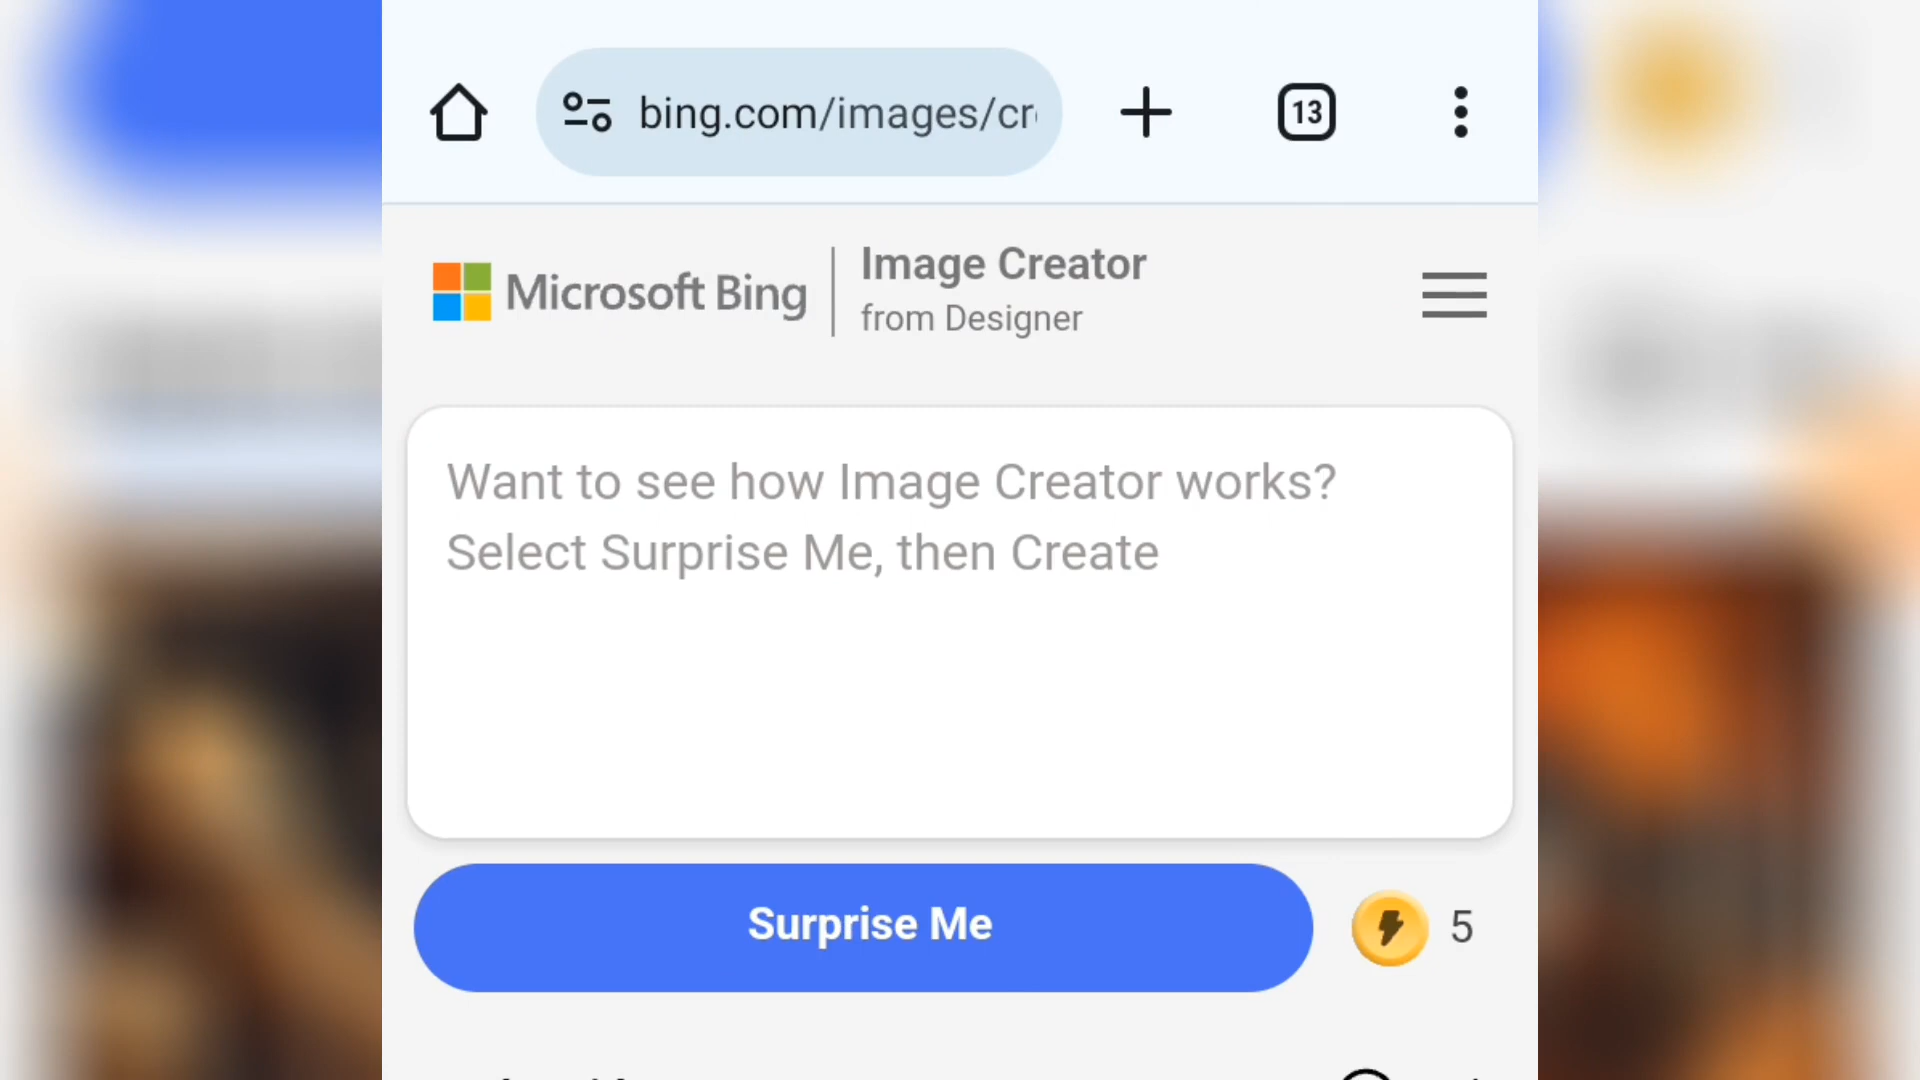 bing.com/images/cr
13
Microsoft Bing
Image Creator
from Designer
Want to see how Image Creator works?
Select Surprise Me, then Create
Surprise Me
5